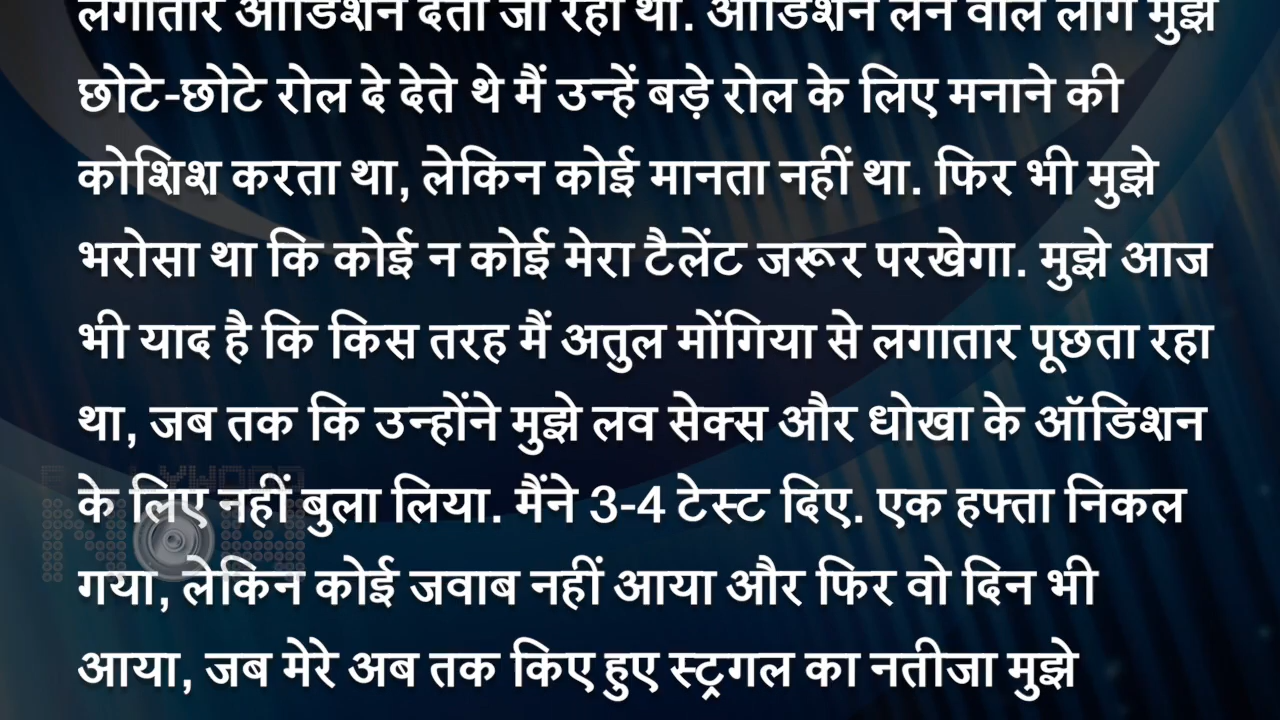 लगातार ऑडिशन देता जा रहा था. ऑडिशन लेने वाले लोग मुझे
छोटे-छोटे रोल दे देते थे मैं उन्हें बड़े रोल के लिए मनाने की
कोशिश करता था, लेकिन कोई मानता नहीं था. फिर भी मुझे
भरोसा था कि कोई न कोई मेरा टैलेंट जरूर परखेगा. मुझे आज
भी याद है कि किस तरह मैं अतुल मोंगिया से लगातार पूछता रहा
था, जब तक कि उन्होंने मुझे लव सेक्स और धोखा के ऑडिशन
के लिए नहीं बुला लिया. मैंने 3-4 टेस्ट दिए. एक हफ्ता निकल
गया, लेकिन कोई जवाब नहीं आया और फिर वो दिन भी
आया, जब मेरे अब तक किए हुए स्ट्रगल का नतीजा मुझे
NOW